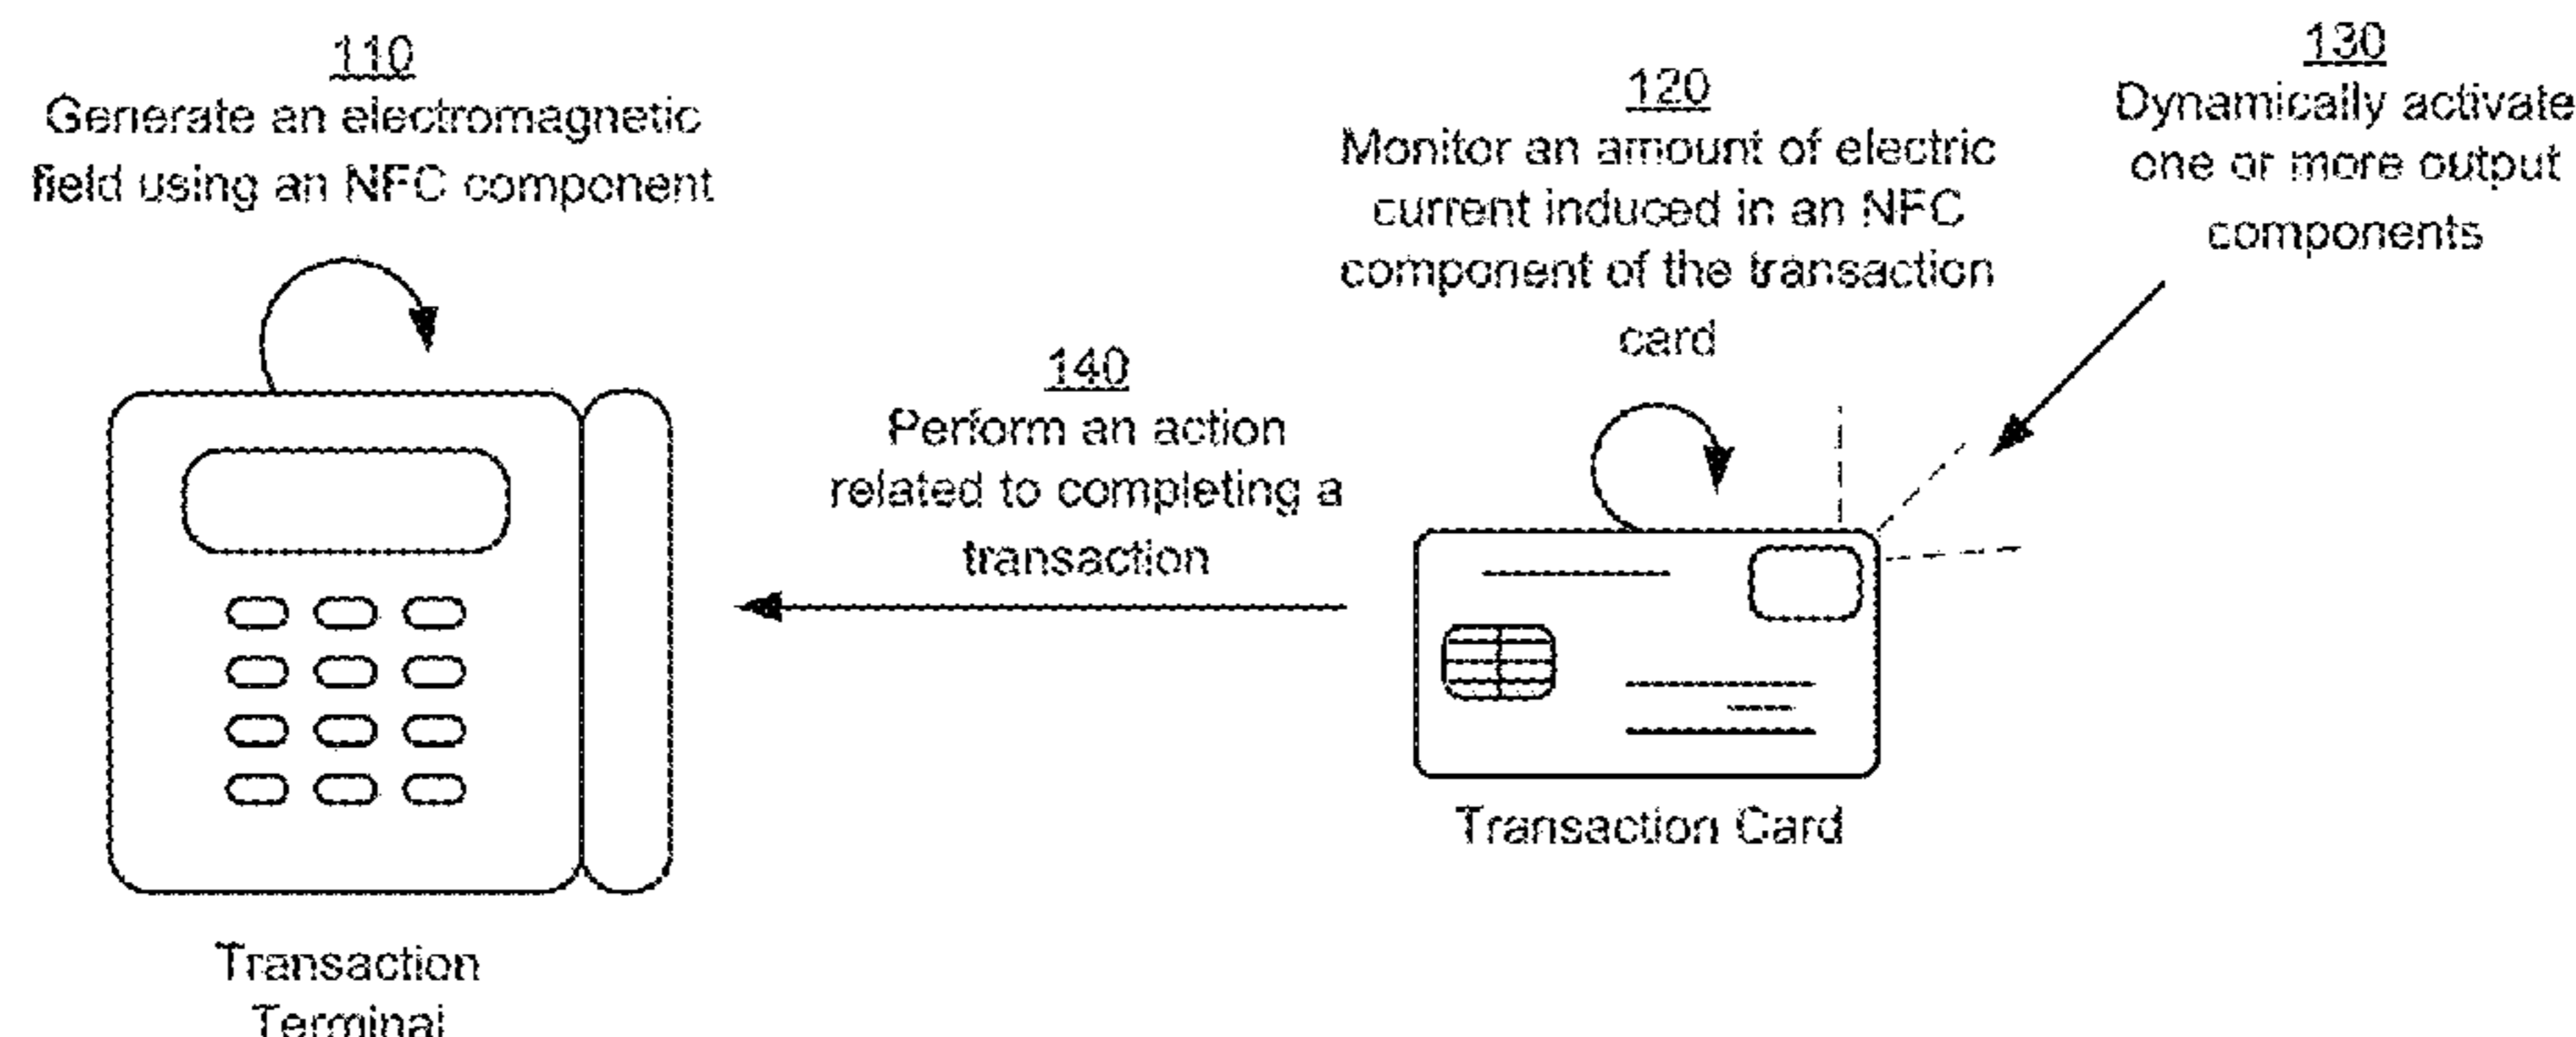 110
Generate an electromagnetic
field using an NFC component
120
Monitor an amount of electric
current induced in an NFC
component of the transaction
card
130
Dynamically activate
one or more output
components
140
Perform an action
related to completing a
transaction
Transaction Card
Transaction
Terminal